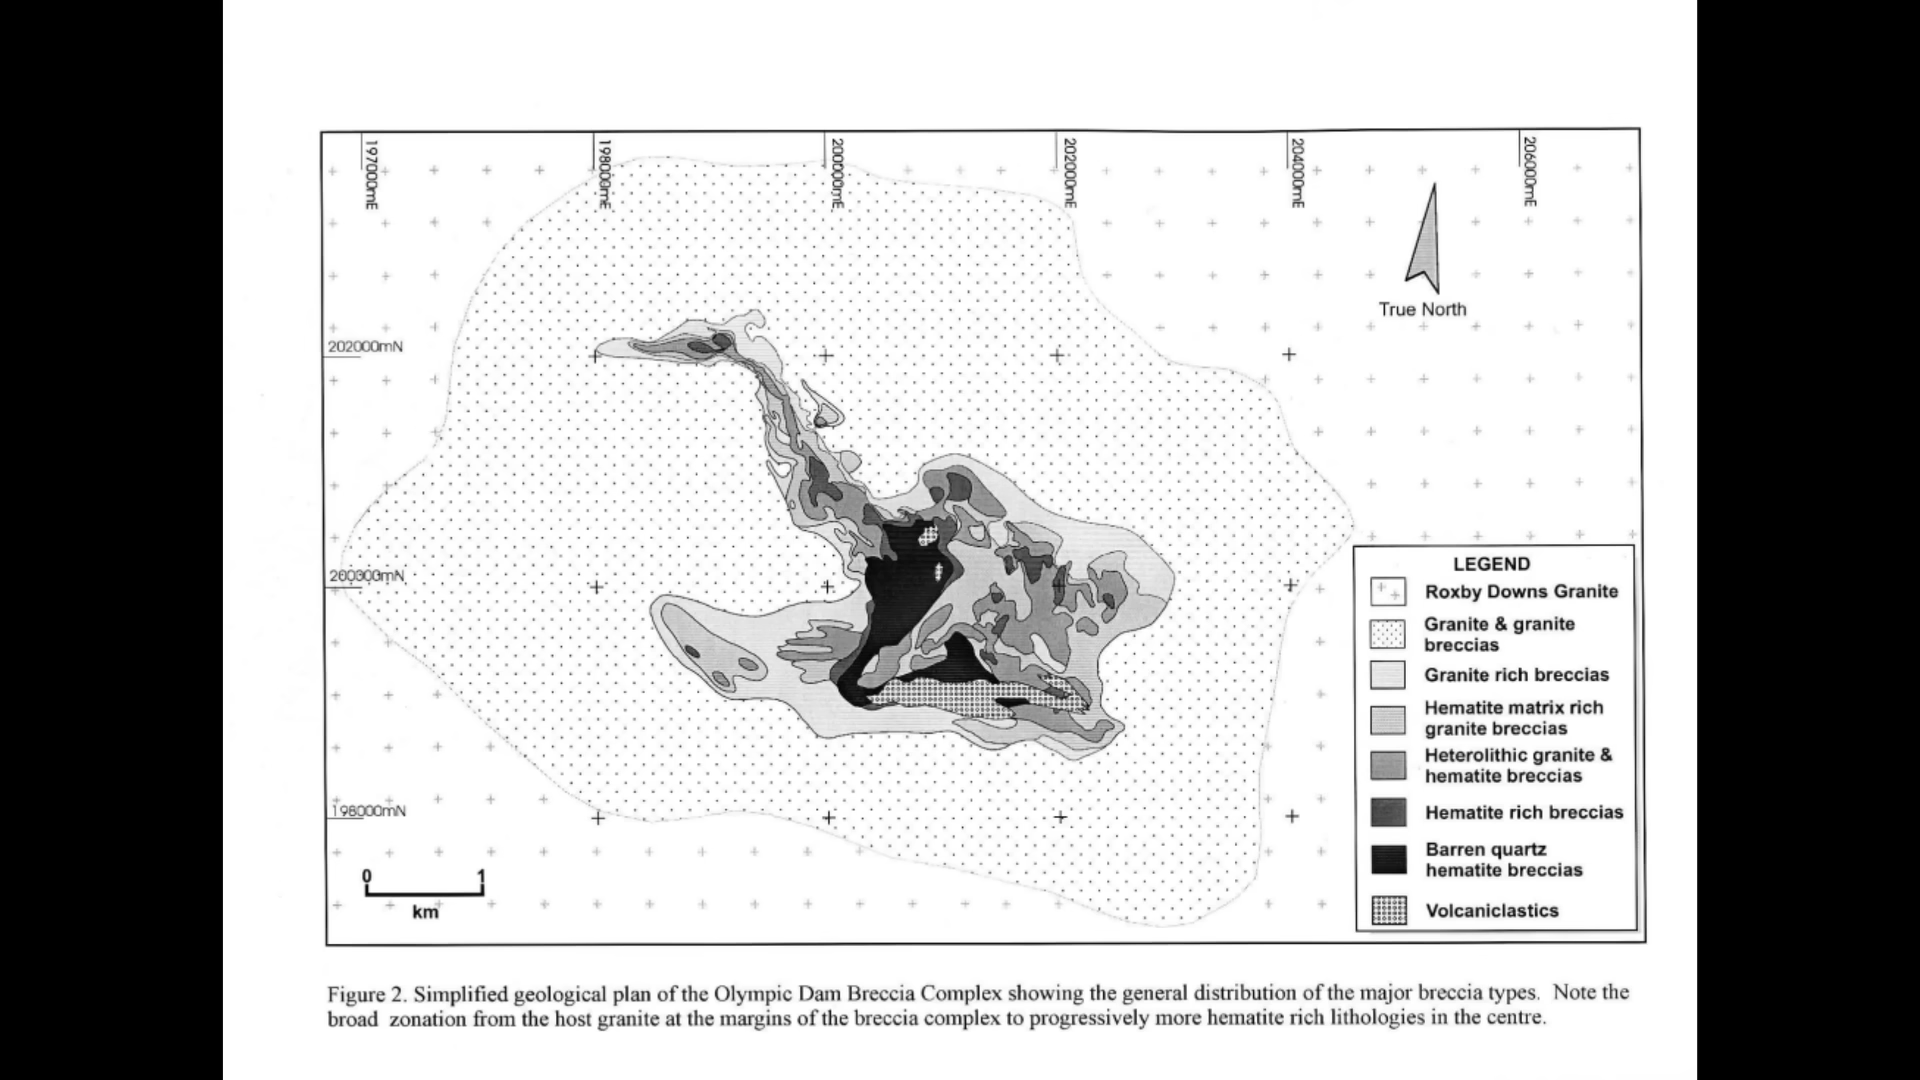 197000mE
198000mE
200000mE
202000mE
204000mE
206000mE
True North
202000mN
260000mN
198000mN
0 1
km
LEGEND
Roxby Downs Granite
Granite & granite
breccias
Granite rich breccias
Hematite matrix rich
granite breccias
Heterolithic granite &
hematite breccias
Hematite rich breccias
Barren quartz
hematite breccias
Volcaniclastics
Figure 2. Simplified geological plan of the Olympic Dam Breccia Complex showing the general distribution of the major breccia types. Note the
broad zonation from the host granite at the margins of the breccia complex to progressively more hematite rich lithologies in the centre.